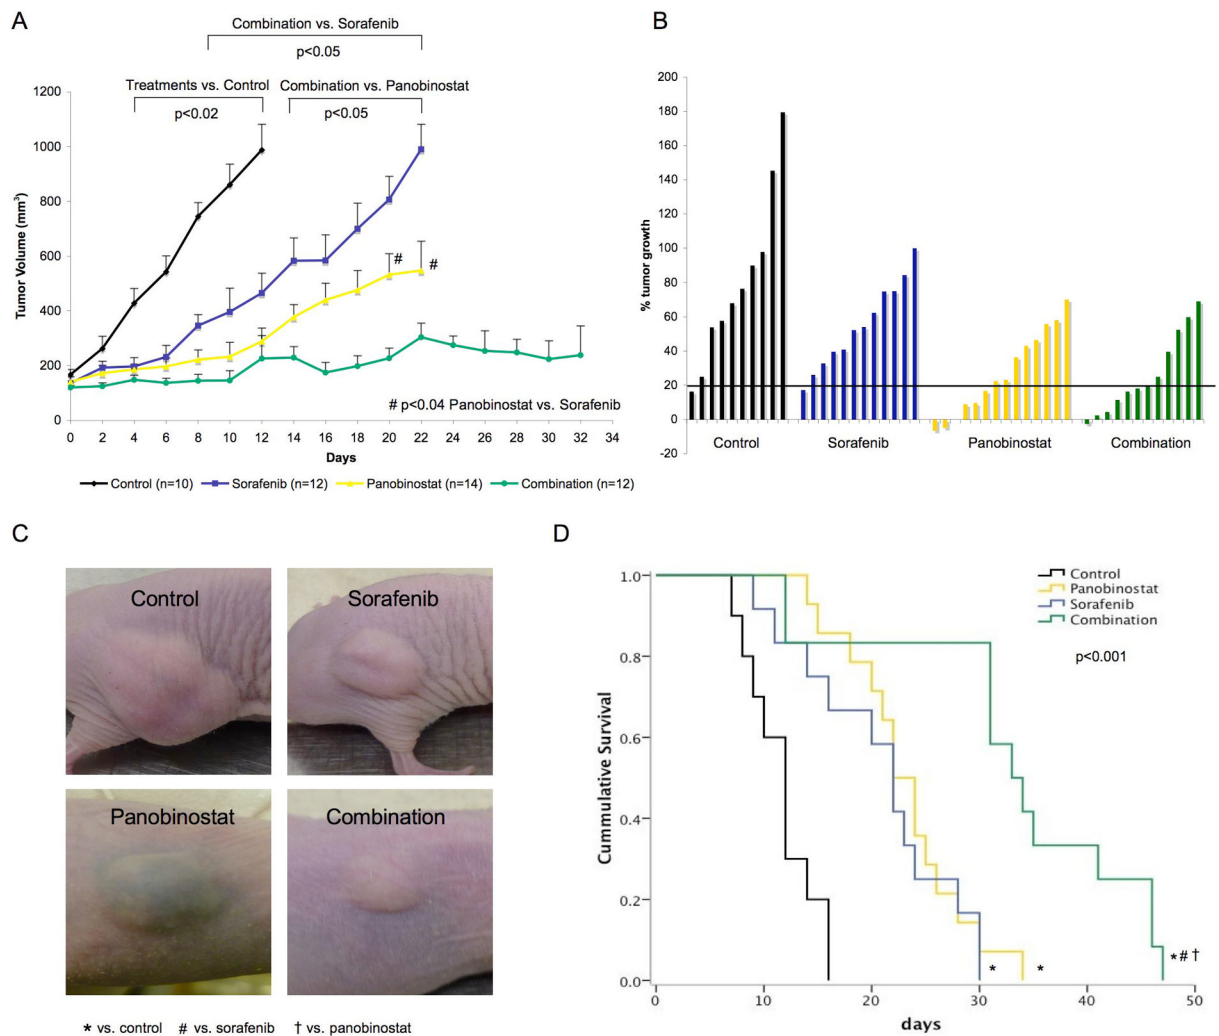 A
Combination vs. Sorafenib
p<0.05
Treatments vs. Control
p<0.02
Combination vs. Panobinostat
p<0.05
1200
1000
800
600
400
200
0
Tumor Volume (mm³)
#
#
# p<0.04 Panobinostat vs. Sorafenib
0 2 4 6 8 10 12 14 16 18 20 22 24 26 28 30 32 34
Days
Control (n=10) Sorafenib (n=12) Panobinostat (n=14) Combination (n=12)
B
200
180
160
140
120
100
80
60
40
20
0
-20
% tumor growth
Control Sorafenib Panobinostat Combination
C
Control
Sorafenib
Panobinostat
Combination
* vs. control # vs. sorafenib † vs. panobinostat
D
1.0
0.8
0.6
0.4
0.2
0.0
Cummulative Survival
Control
Panobinostat
Sorafenib
Combination
p<0.001
*
*
*#†
0 10 20 30 40 50
days